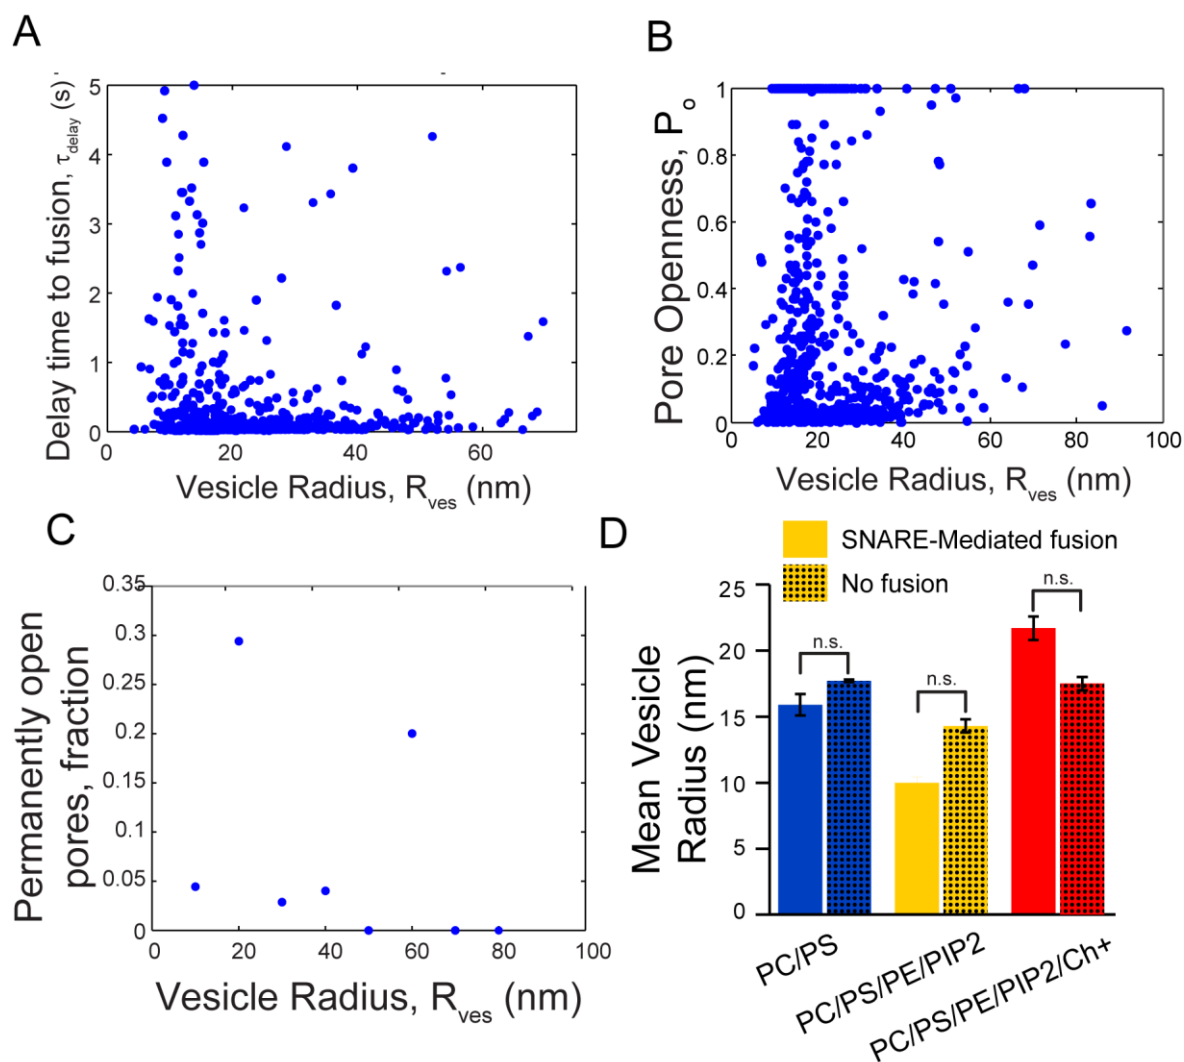 A
Delay time to fusion, τdelay (s)
5
4
3
2
1
0
0
20
40
60
Vesicle Radius, Rves (nm)
B
Pore Openness, Po
1
0.8
0.6
0.4
0.2
0
0
20
40
60
80
100
Vesicle Radius, Rves (nm)
C
Permanently open
pores, fraction
0.35
0.3
0.25
0.2
0.15
0.1
0.05
0
0
20
40
60
80
100
Vesicle Radius, Rves (nm)
D
SNARE-Mediated fusion
No fusion
Mean Vesicle
Radius (nm)
25
20
15
10
5
0
n.s.
n.s.
n.s.
PC/PS
PC/PS/PE/PIP2
PC/PS/PE/PIP2/Ch+